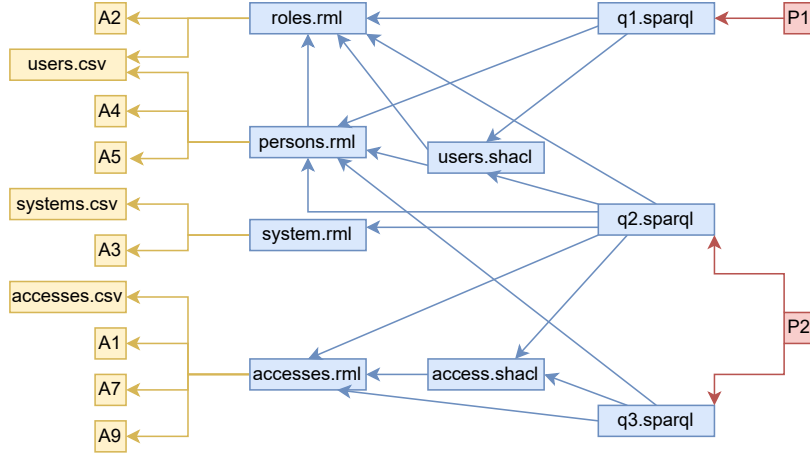 A2
roles.rml
q1.sparql
P1
users.csv
A4
persons.rml
A5
users.shacl
systems.csv
q2.sparql
A3
system.rml
accesses.csv
P2
A1
accesses.rml
access.shacl
A7
q3.sparql
A9